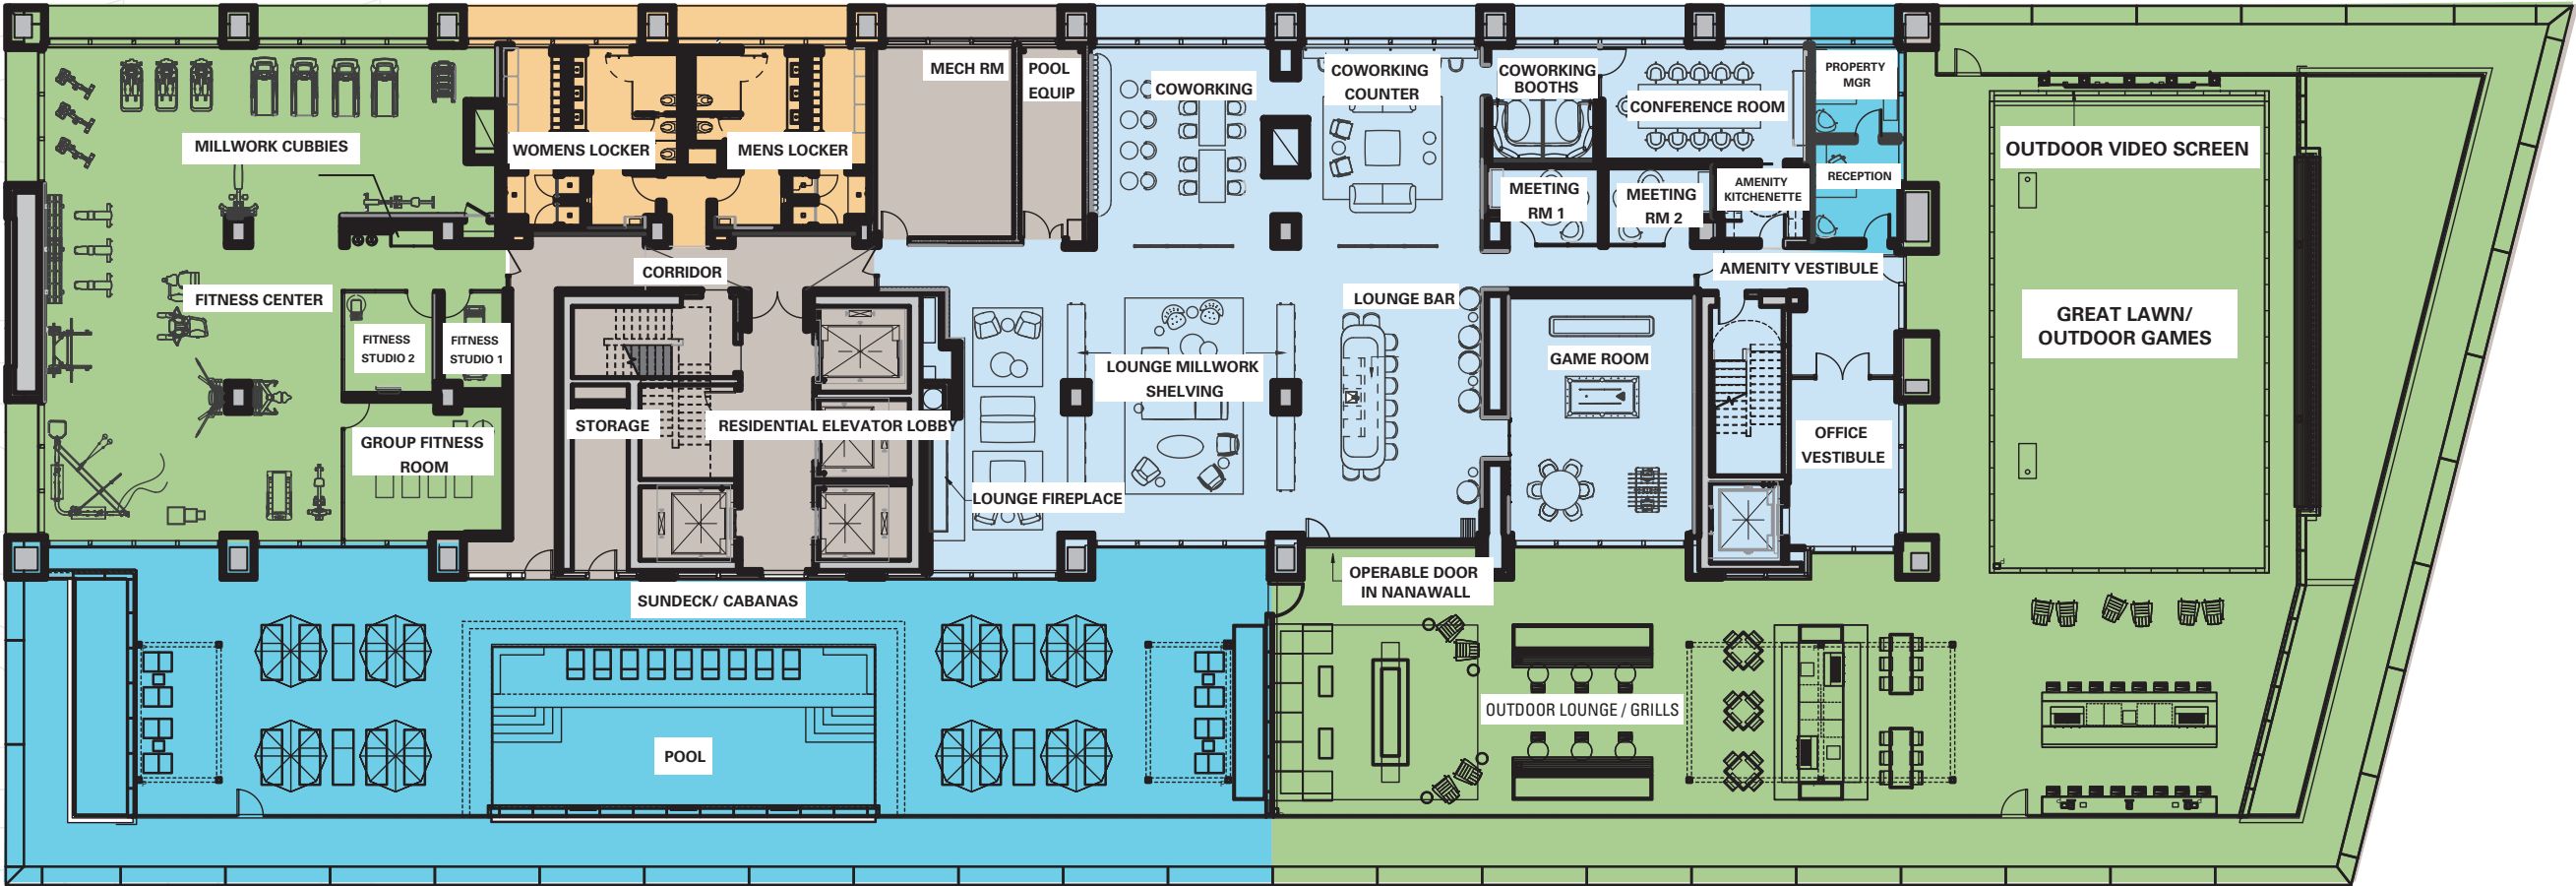 MECH RM
POOL
EQUIP
COWORKING
COWORKING
COUNTER
COWORKING
BOOTHS
CONFERENCE ROOM
PROPERTY
MGR
MILLWORK CUBBIES
WOMENS LOCKER
MENS LOCKER
OUTDOOR VIDEO SCREEN
MEETING
RM 1
MEETING
RM 2
AMENITY
KITCHENETTE
RECEPTION
CORRIDOR
AMENITY VESTIBULE
FITNESS CENTER
LOUNGE BAR
GREAT LAWN/
OUTDOOR GAMES
FITNESS
STUDIO 2
FITNESS
STUDIO 1
LOUNGE MILLWORK
SHELVING
GAME ROOM
STORAGE
RESIDENTIAL ELEVATOR LOBBY
GROUP FITNESS
ROOM
OFFICE
VESTIBULE
LOUNGE FIREPLACE
OPERABLE DOOR
IN NANAWALL
SUNDECK/ CABANAS
OUTDOOR LOUNGE / GRILLS
POOL